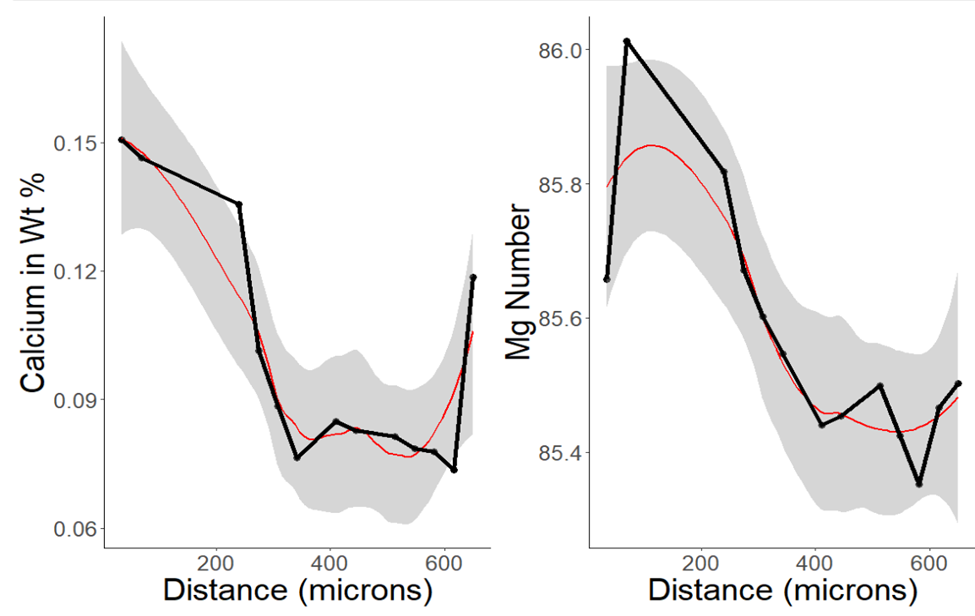 Calcium in Wt %
0.15
0.12
0.09
0.06
200 400 600
Distance (microns)
Mg Number
86.0
85.8
85.6
85.4
200 400 600
Distance (microns)